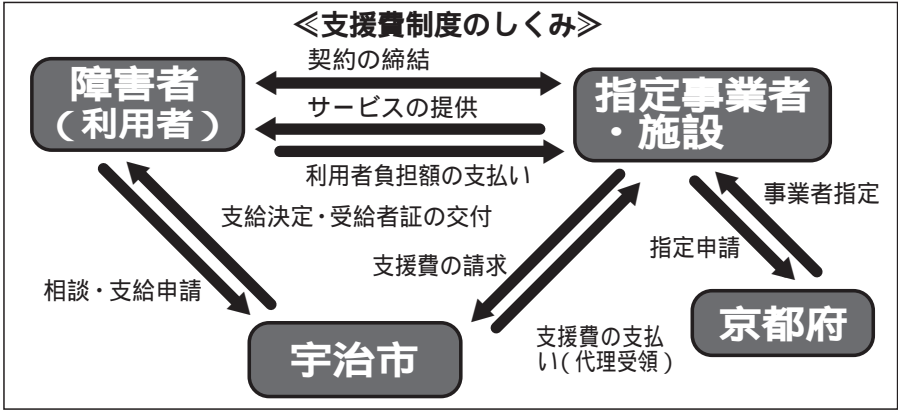 ≪支援費制度のしくみ≫
契約の締結
障害者
(利用者)
指定事業者
・施設
サービスの提供
利用者負担額の支払い
支給決定・受給者証の交付
事業者指定
指定申請
支援費の請求
相談・支給申請
京都府
宇治市
支援費の支払
い(代理受領)